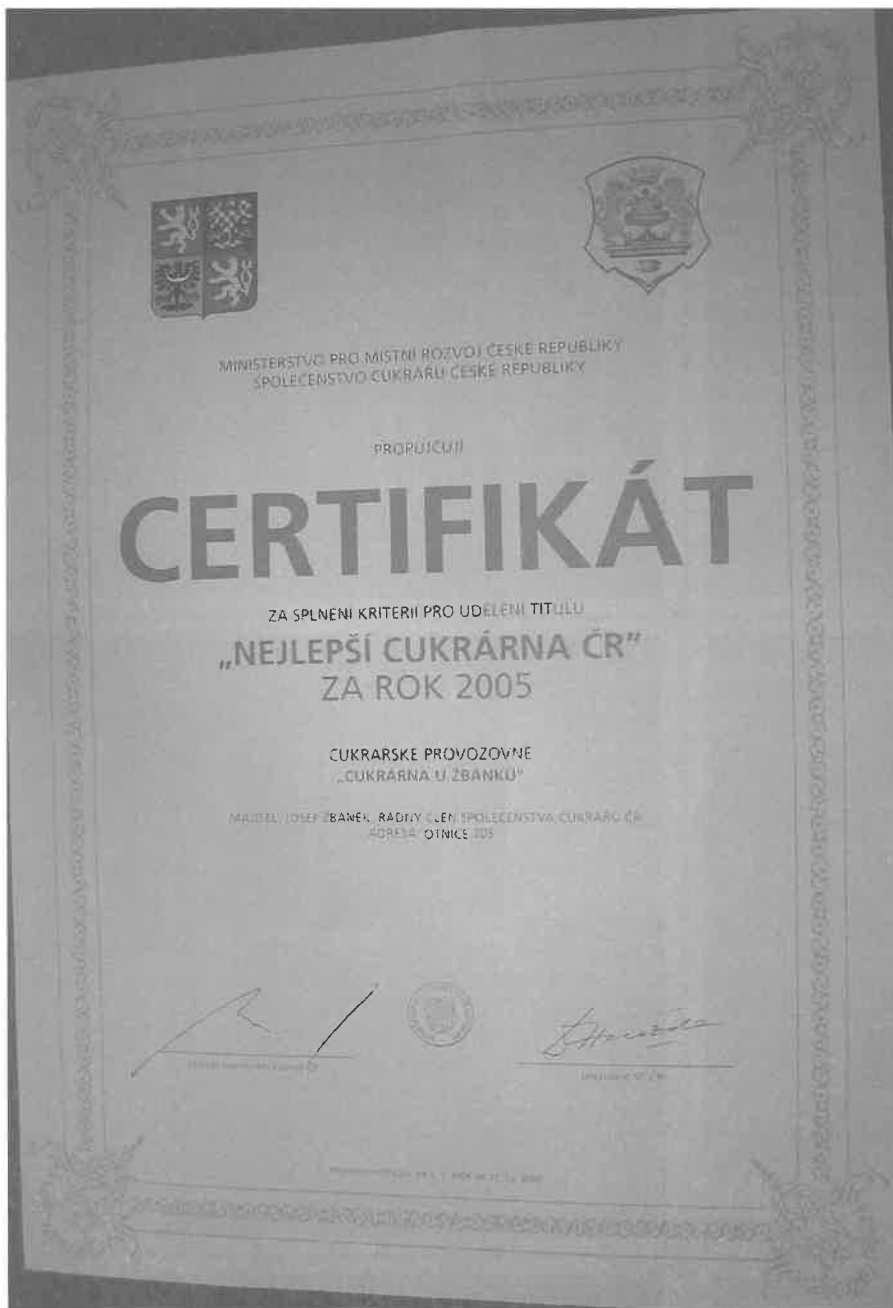 MINISTERSTVO PRO MÍSTNÍ ROZVOJ ČESKÉ REPUBLIKY
SPOLEČENSTVO CUKRÁŘŮ ČESKÉ REPUBLIKY
PROPŮJČUJÍ
CERTIFIKÁT
ZA SPLNĚNÍ KRITÉRIÍ PRO UDĚLENÍ TITULU
„NEJLEPŠÍ CUKRÁRNA ČR"
ZA ROK 2005
CUKRÁŘSKÉ PROVOZOVNĚ
„CUKRÁRNA U ŽBÁNKŮ"
MAJITEL: JOSEF ŽBÁNEK, ŘÁDNÝ ČLEN SPOLEČENSTVA CUKRÁŘŮ ČR
ADRESA: OTNICE 205